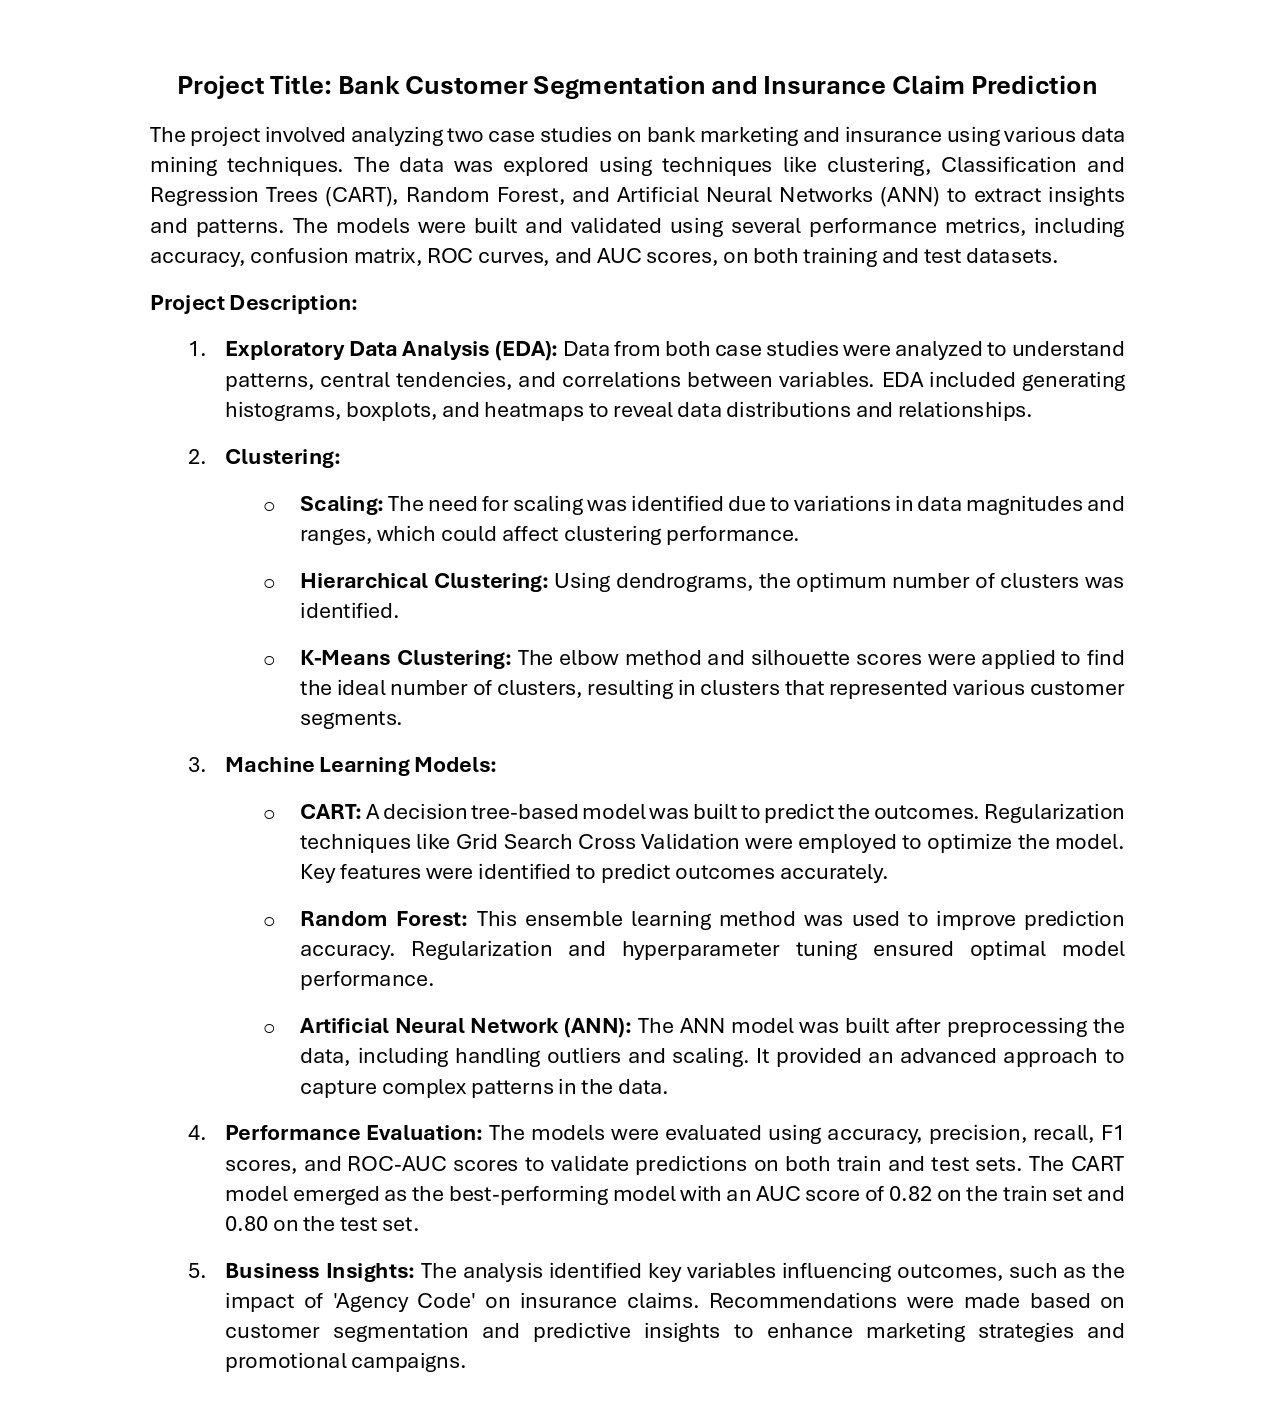 Project Title: Bank Customer Segmentation and Insurance Claim Prediction
The project involved analyzing two case studies on bank marketing and insurance using various data
mining techniques. The data was explored using techniques like clustering, Classification and
Regression Trees (CART), Random Forest, and Artificial Neural Networks (ANN) to extract insights
and patterns. The models were built and validated using several performance metrics, including
accuracy, confusion matrix, ROC curves, and AUC scores, on both training and test datasets.
Project Description:
1. Exploratory Data Analysis (EDA): Data from both case studies were analyzed to understand
patterns, central tendencies, and correlations between variables. EDA included generating
histograms, boxplots, and heatmaps to reveal data distributions and relationships.
2. Clustering:
o Scaling: The need for scaling was identified due to variations in data magnitudes and
ranges, which could affect clustering performance.
o Hierarchical Clustering: Using dendrograms, the optimum number of clusters was
identified.
o K-Means Clustering: The elbow method and silhouette scores were applied to find
the ideal number of clusters, resulting in clusters that represented various customer
segments.
3. Machine Learning Models:
o CART: A decision tree-based model was built to predict the outcomes. Regularization
techniques like Grid Search Cross Validation were employed to optimize the model.
Key features were identified to predict outcomes accurately.
o Random Forest: This ensemble learning method was used to improve prediction
accuracy. Regularization and hyperparameter tuning ensured optimal model
performance.
o Artificial Neural Network (ANN): The ANN model was built after preprocessing the
data, including handling outliers and scaling. It provided an advanced approach to
capture complex patterns in the data.
4. Performance Evaluation: The models were evaluated using accuracy, precision, recall, F1
scores, and ROC-AUC scores to validate predictions on both train and test sets. The CART
model emerged as the best-performing model with an AUC score of 0.82 on the train set and
0.80 on the test set.
5. Business Insights: The analysis identified key variables influencing outcomes, such as the
impact of 'Agency Code' on insurance claims. Recommendations were made based on
customer segmentation and predictive insights to enhance marketing strategies and
promotional campaigns.